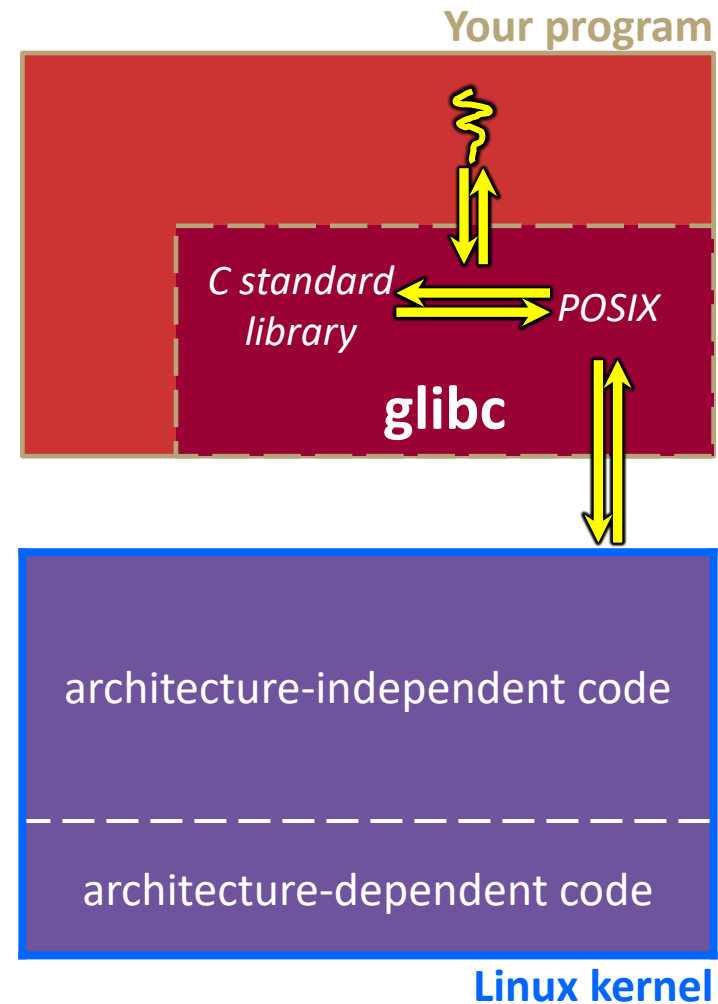 Your program
C standard
library
POSIX
glibc
architecture-independent code
architecture-dependent code
Linux kernel